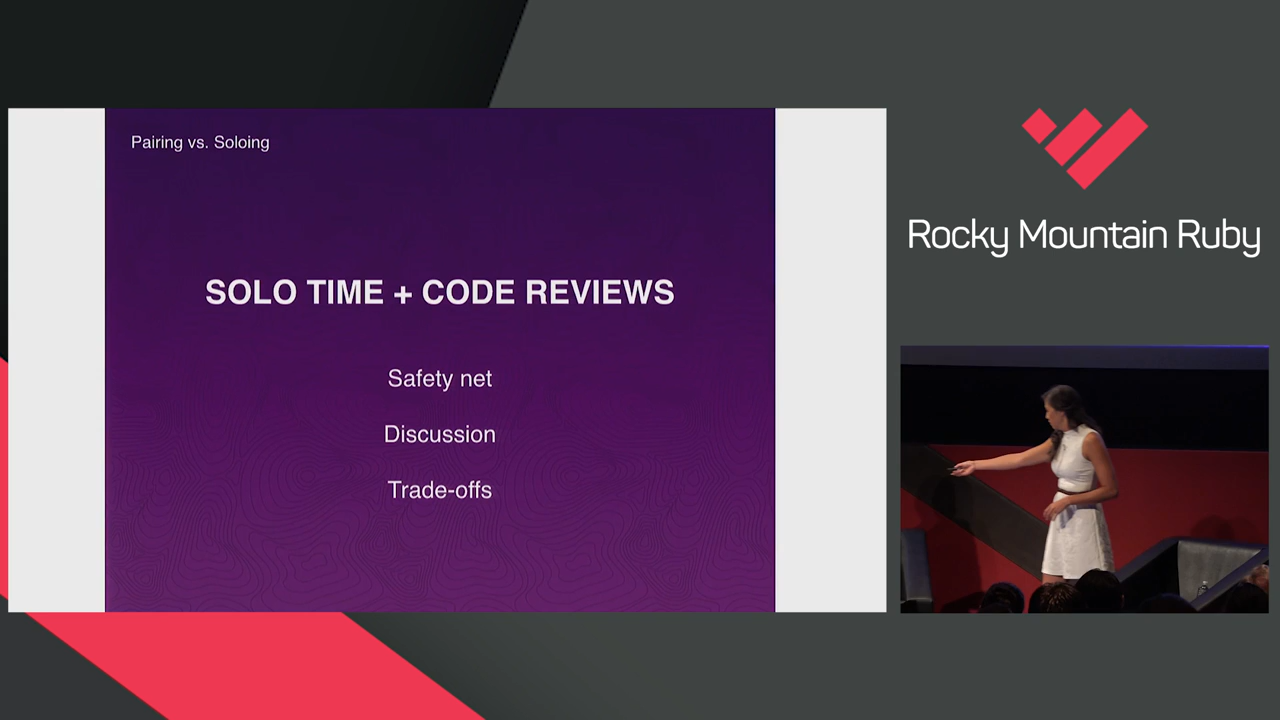 Pairing vs. Soloing
SOLO TIME + CODE REVIEWS
Safety net
Discussion
Trade-offs
Rocky Mountain Ruby